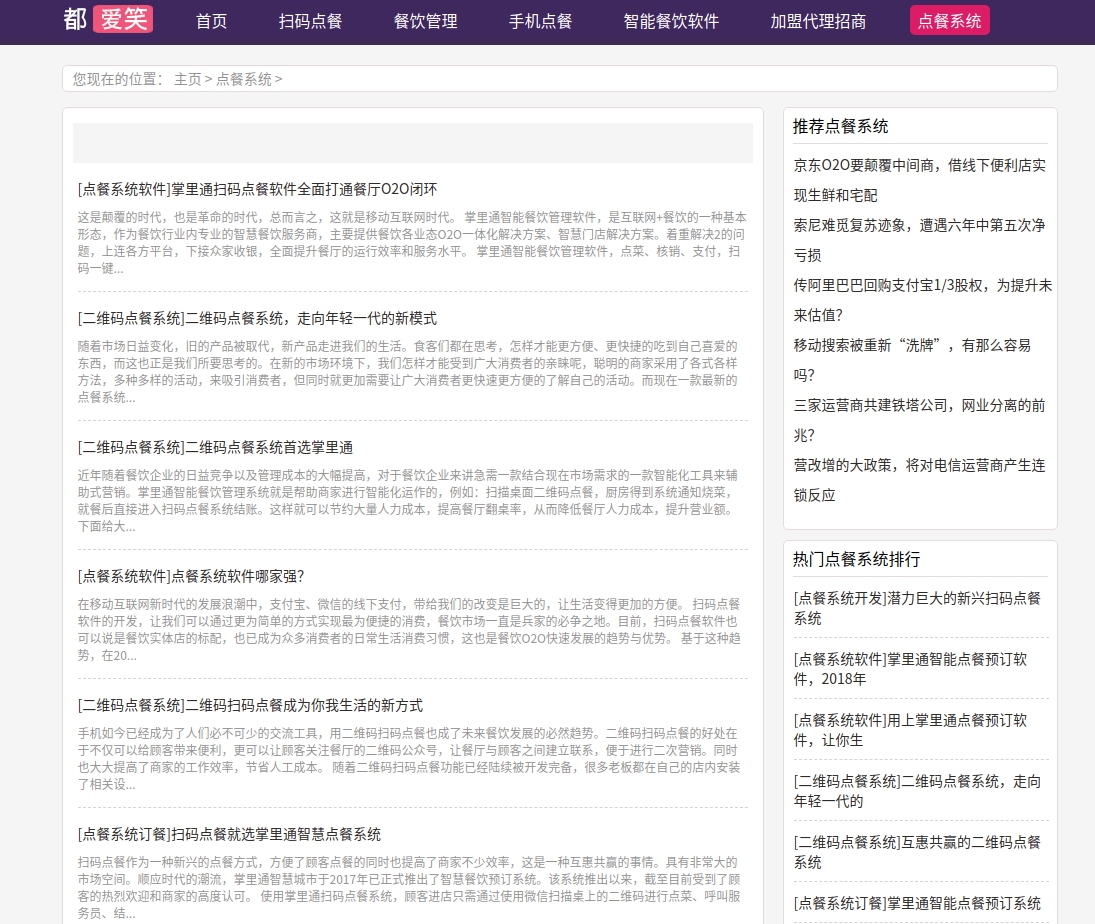 都 爱笑 首页 扫码点餐 餐饮管理 手机点餐 智能餐饮软件 加盟代理招商 点餐系统
您现在的位置： 主页 > 点餐系统 >
[点餐系统软件]掌里通扫码点餐软件全面打通餐厅O2O闭环
这是颠覆的时代，也是革命的时代，总而言之，这就是移动互联网时代。 掌里通智能餐饮管理软件，是互联网+餐饮的一种基本
形态，作为餐饮行业内专业的智慧餐饮服务商，主要提供餐饮各业态O2O一体化解决方案、智慧门店解决方案。着重解决2的问
题，上连各方平台，下接众家收银，全面提升餐厅的运行效率和服务水平。 掌里通智能餐饮管理软件，点菜、核销、支付，扫
码一键...
[二维码点餐系统]二维码点餐系统，走向年轻一代的新模式
随着市场日益变化，旧的产品被取代，新产品走进我们的生活。食客们都在思考，怎样才能更方便、更快捷的吃到自己喜爱的
东西，而这也正是我们所要思考的。在新的市场环境下，我们怎样才能受到广大消费者的亲睐呢，聪明的商家采用了各式各样
方法，多种多样的活动，来吸引消费者，但同时就更加需要让广大消费者更快速更方便的了解自己的活动。而现在一款最新的
点餐系统...
[二维码点餐系统]二维码点餐系统首选掌里通
近年随着餐饮企业的日益竞争以及管理成本的大幅提高，对于餐饮企业来讲急需一款结合现在市场需求的一款智能化工具来辅
助式营销。掌里通智能餐饮管理系统就是帮助商家进行智能化运作的，例如：扫描桌面二维码点餐，厨房得到系统通知烧菜，
就餐后直接进入扫码点餐系统结账。这样就可以节约大量人力成本，提高餐厅翻桌率，从而降低餐厅人力成本，提升营业额。
下面给大...
[点餐系统软件]点餐系统软件哪家强？
在移动互联网新时代的发展浪潮中，支付宝、微信的线下支付，带给我们的改变是巨大的，让生活变得更加的方便。 扫码点餐
软件的开发，让我们可以通过更为简单的方式实现最为便捷的消费，餐饮市场一直是兵家的必争之地。目前，扫码点餐软件也
可以说是餐饮实体店的标配，也已成为众多消费者的日常生活消费习惯，这也是餐饮O2O快速发展的趋势与优势。 基于这种趋
势，在20...
[二维码点餐系统]二维码扫码点餐成为你我生活的新方式
手机如今已经成为了人们必不可少的交流工具，用二维码扫码点餐也成了未来餐饮发展的必然趋势。二维码扫码点餐的好处在
于不仅可以给顾客带来便利，更可以让顾客关注餐厅的二维码公众号，让餐厅与顾客之间建立联系，便于进行二次营销。同时
也大大提高了商家的工作效率，节省人工成本。 随着二维码扫码点餐功能已经陆续被开发完备，很多老板都在自己的店内安装
了相关设...
[点餐系统订餐]扫码点餐就选掌里通智慧点餐系统
扫码点餐作为一种新兴的点餐方式，方便了顾客点餐的同时也提高了商家不少效率，这是一种互惠共赢的事情。具有非常大的
市场空间。顺应时代的潮流，掌里通智慧城市于2017年已正式推出了智慧餐饮预订系统。该系统推出以来，截至目前受到了顾
客的热烈欢迎和商家的高度认可。 使用掌里通扫码点餐系统，顾客进店只需通过使用微信扫描桌上的二维码进行点菜、呼叫服
务员、结...
推荐点餐系统
京东O2O要颠覆中间商，借线下便利店实
现生鲜和宅配
索尼难觅复苏迹象，遭遇六年中第五次净
亏损
传阿里巴巴回购支付宝1/3股权，为提升未
来估值？
移动搜索被重新“洗牌”，有那么容易
吗？
三家运营商共建铁塔公司，网业分离的前
兆？
营改增的大政策，将对电信运营商产生连
锁反应
热门点餐系统排行
[点餐系统开发]潜力巨大的新兴扫码点餐
系统
[点餐系统软件]掌里通智能点餐预订软
件，2018年
[点餐系统软件]用上掌里通点餐预订软
件，让你生
[二维码点餐系统]二维码点餐系统，走向
年轻一代的
[二维码点餐系统]互惠共赢的二维码点餐
系统
[点餐系统订餐]掌里通智能点餐预订系统